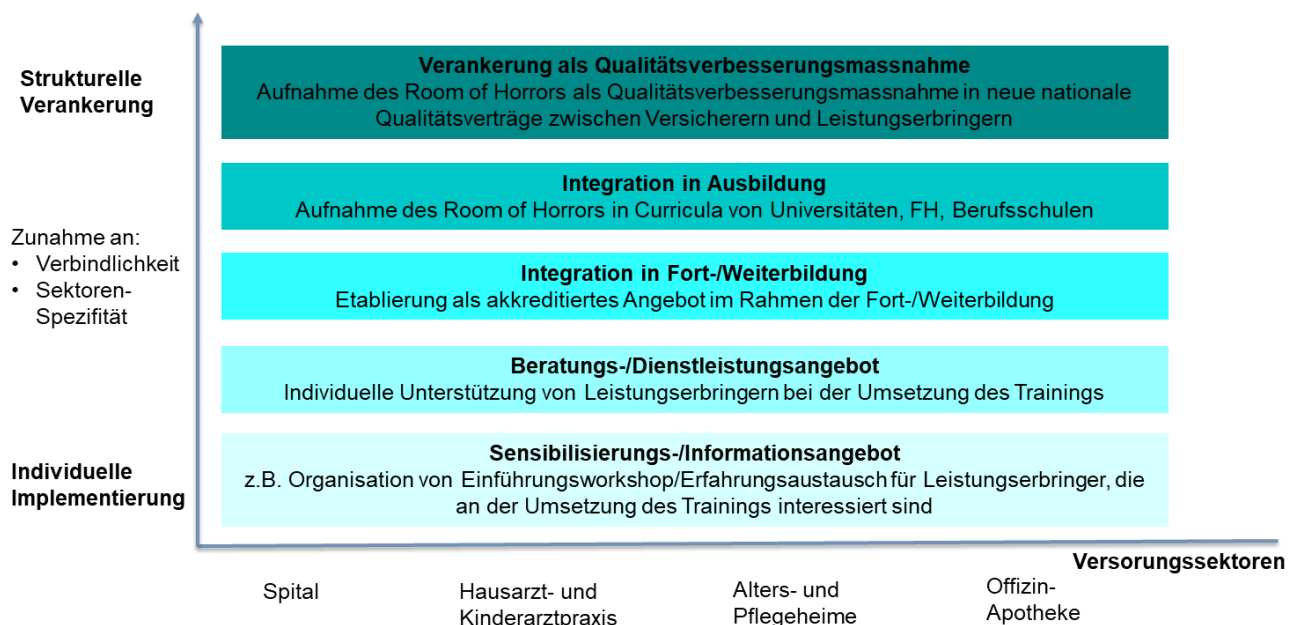 Strukturelle
Verankerung
Verankerung als Qualitätsverbesserungsmassnahme
Aufnahme des Room of Horrors als Qualitätsverbesserungsmassnahme in neue nationale
Qualitätsverträge zwischen Versicherern und Leistungserbringern
Integration in Ausbildung
Aufnahme des Room of Horrors in Curricula von Universitäten, FH, Berufsschulen
Zunahme an:
• Verbindlichkeit
• Sektoren-
Spezifität
Integration in Fort-/Weiterbildung
Etablierung als akkreditiertes Angebot im Rahmen der Fort-/Weiterbildung
Beratungs-/Dienstleistungsangebot
Individuelle Unterstützung von Leistungserbringern bei der Umsetzung des Trainings
Individuelle
Implementierung
Sensibilisierungs-/Informationsangebot
z.B. Organisation von Einführungsworkshop/Erfahrungsaustausch für Leistungserbringer, die
an der Umsetzung des Trainings interessiert sind
Versorungssektoren
Spital
Hausarzt- und
Kinderarztpraxis
Alters- und
Pflegeheime
Offizin-
Apotheke